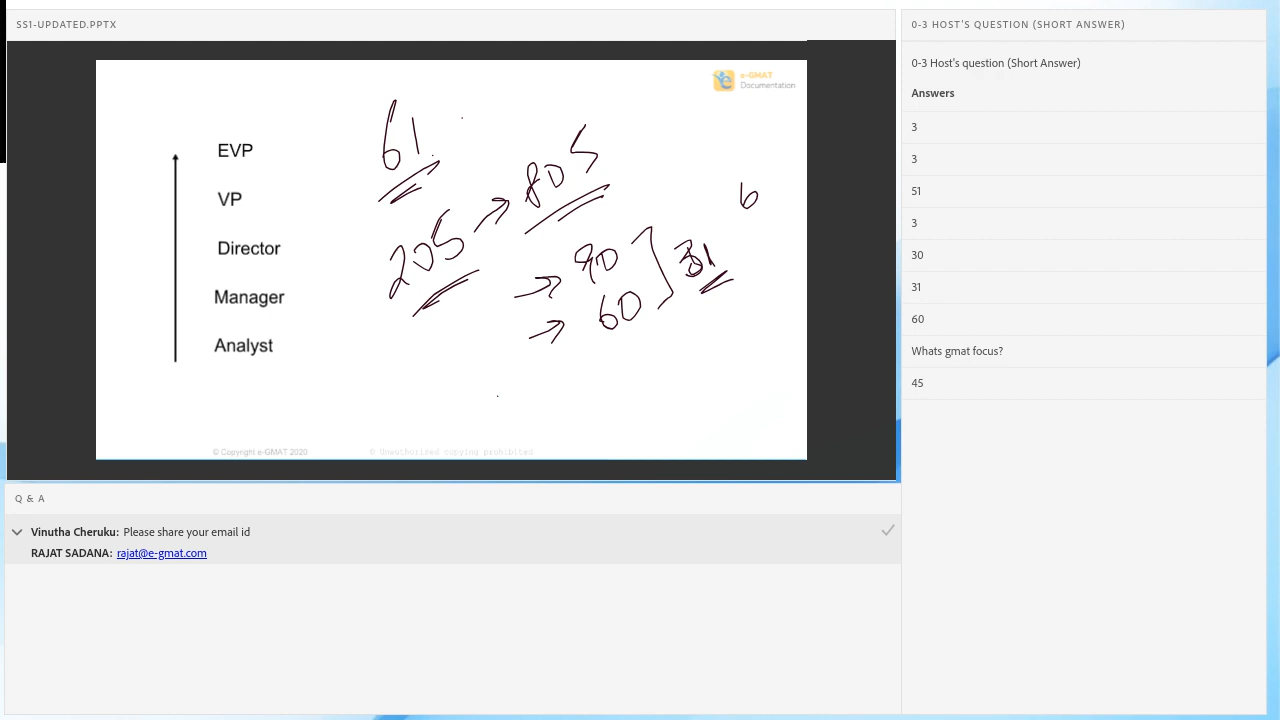 SS1-UPDATED.PPTX
e-GMAT
Documentation
EVP
VP
Director
Manager
Analyst
61
205
805
90
60
31
6
© Copyright e-GMAT 2020
© Unauthorized copying prohibited
Q & A
Vinutha Cheruku: Please share your email id
RAJAT SADANA: rajat@e-gmat.com
0-3 HOST'S QUESTION (SHORT ANSWER)
0-3 Host's question (Short Answer)
Answers
3
3
51
3
30
31
60
Whats gmat focus?
45